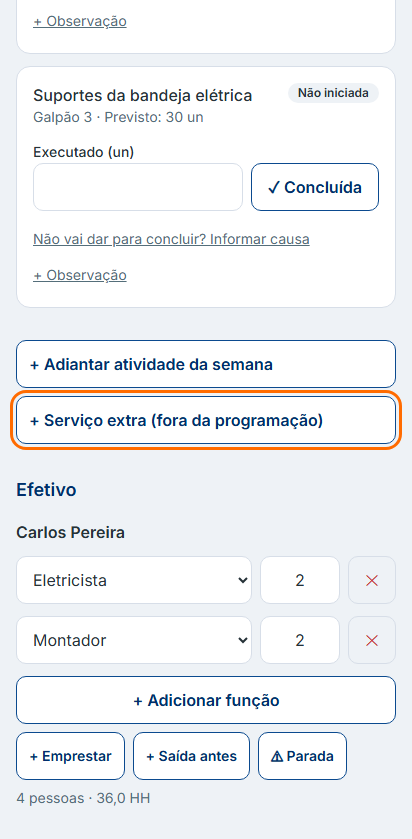 + Observação
Suportes da bandeja elétrica
Não iniciada
Galpão 3 · Previsto: 30 un
Executado (un)
✓ Concluída
Não vai dar para concluir? Informar causa
+ Observação
+ Adiantar atividade da semana
+ Serviço extra (fora da programação)
Efetivo
Carlos Pereira
Eletricista
2
Montador
2
+ Adicionar função
+ Emprestar
+ Saída antes
⚠ Parada
4 pessoas · 36,0 HH